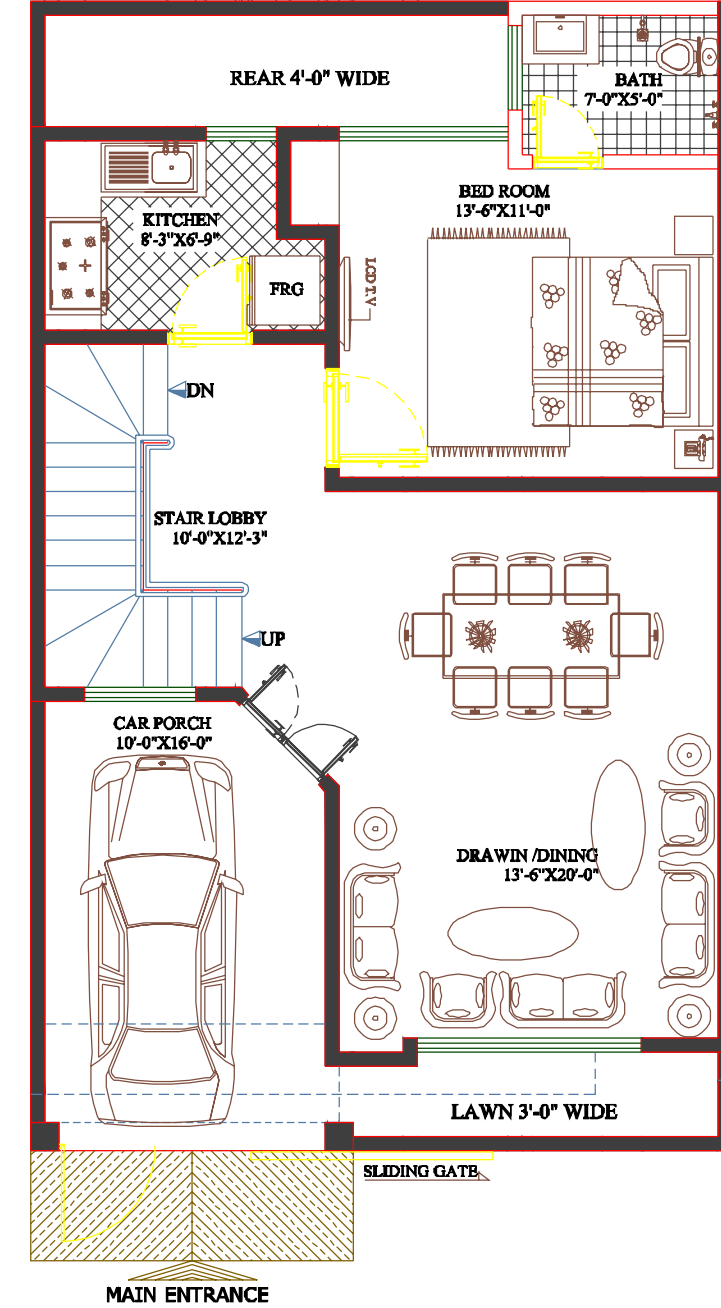 REAR 4'-0" WIDE
BATH
7'-0"X5'-0"
BED ROOM
13'-6"X11'-0"
KITCHEN
8'-3"X6'-9"
FRG
LCD T.V
DN
STAIR LOBBY
10'-0"X12'-3"
UP
CAR PORCH
10'-0"X16'-0"
DRAWIN /DINING
13'-6"X20'-0"
LAWN 3'-0" WIDE
SLIDING GATE
MAIN ENTRANCE